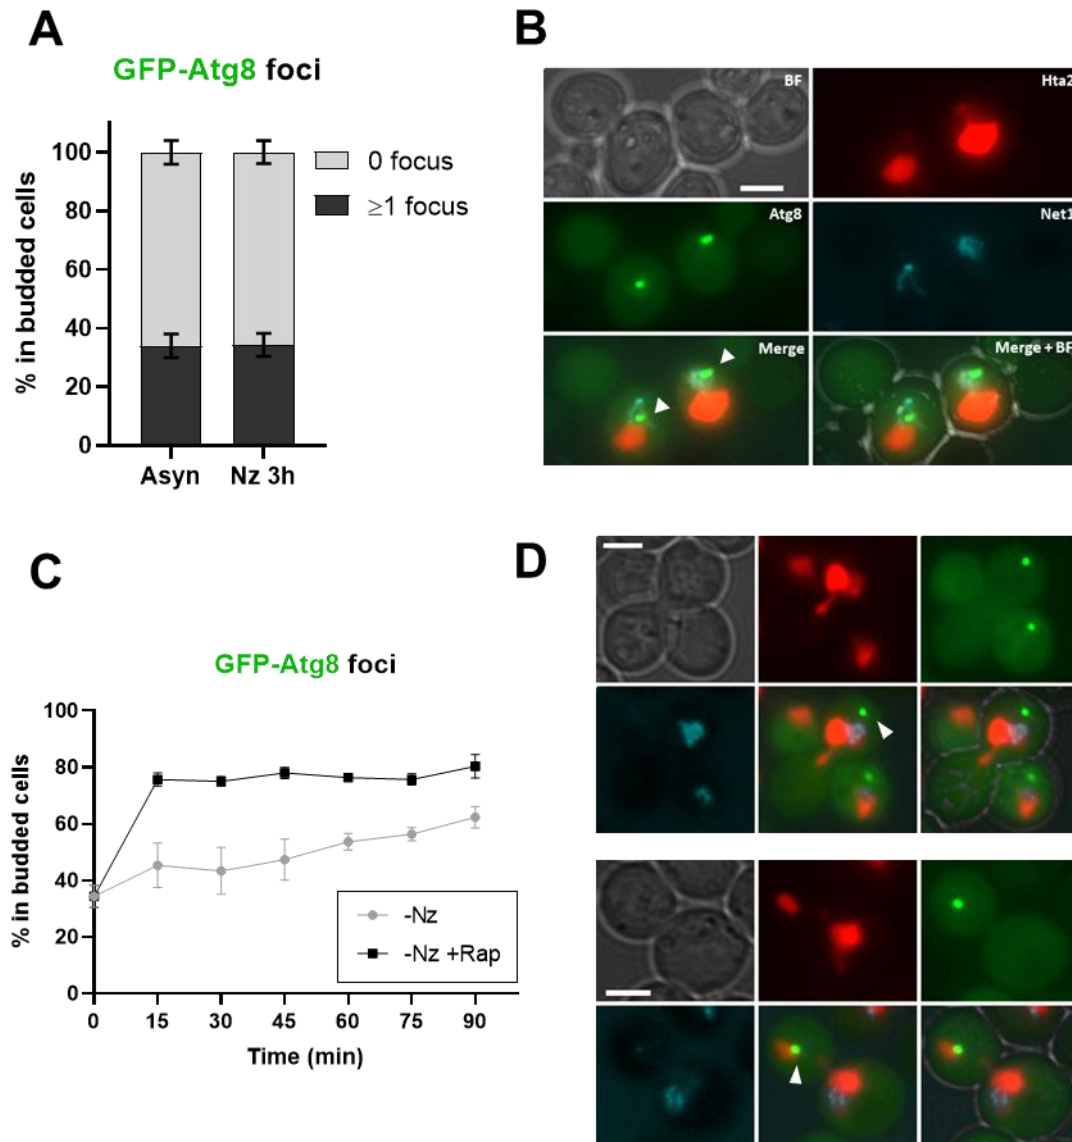 A
GFP-Atg8 foci
% in budded cells
100
80
60
40
20
0
Asyn
Nz 3h
0 focus
≥1 focus
B
BF
Hta2
Atg8
Net1
Merge
Merge + BF
C
GFP-Atg8 foci
% in budded cells
100
80
60
40
20
0
-Nz
-Nz +Rap
0 15 30 45 60 75 90
Time (min)
D